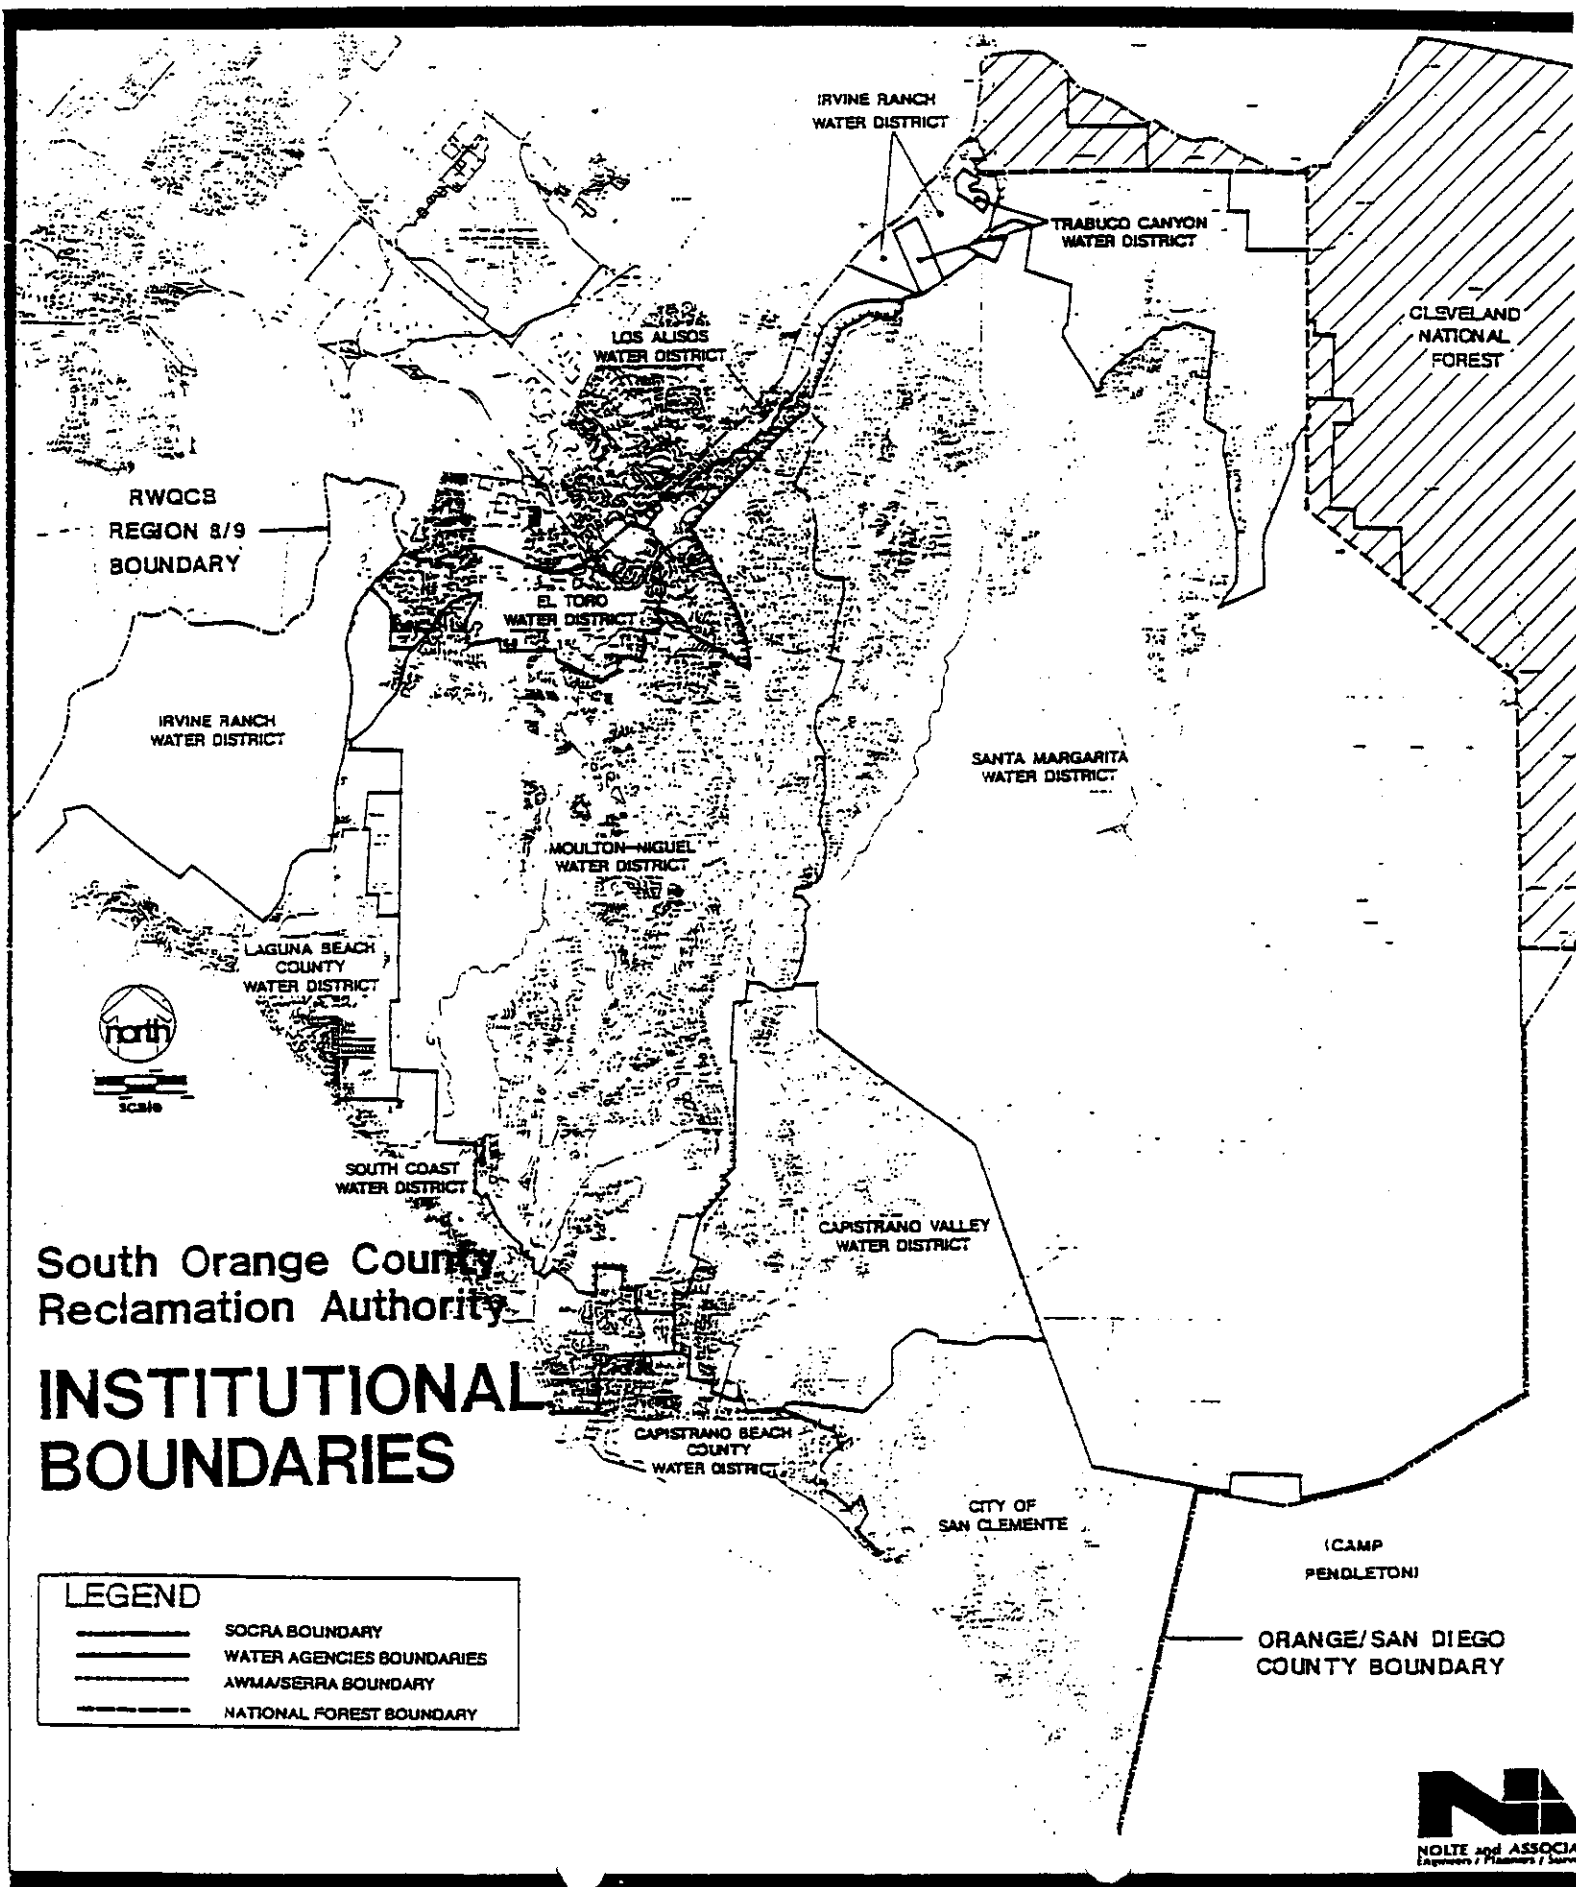 IRVINE RANCH
WATER DISTRICT
TRABUCO CANYON
WATER DISTRICT
CLEVELAND
NATIONAL
FOREST
LOS ALISOS
WATER DISTRICT
RWQCB
REGION 8/9
BOUNDARY
EL TORO
WATER DISTRICT
IRVINE RANCH
WATER DISTRICT
SANTA MARGARITA
WATER DISTRICT
MOULTON-NIGUEL
WATER DISTRICT
LAGUNA BEACH
COUNTY
WATER DISTRICT
north
scale
SOUTH COAST
WATER DISTRICT
CAPISTRANO VALLEY
WATER DISTRICT
South Orange County
Reclamation Authority
INSTITUTIONAL
BOUNDARIES
CAPISTRANO BEACH
COUNTY
WATER DISTRICT
CITY OF
SAN CLEMENTE
(CAMP
PENDLETON)
ORANGE/SAN DIEGO
COUNTY BOUNDARY
LEGEND
SOCRA BOUNDARY
WATER AGENCIES BOUNDARIES
AWMA/SERRA BOUNDARY
NATIONAL FOREST BOUNDARY
NOLTE and ASSOCIA
Engineers / Planners / Surve